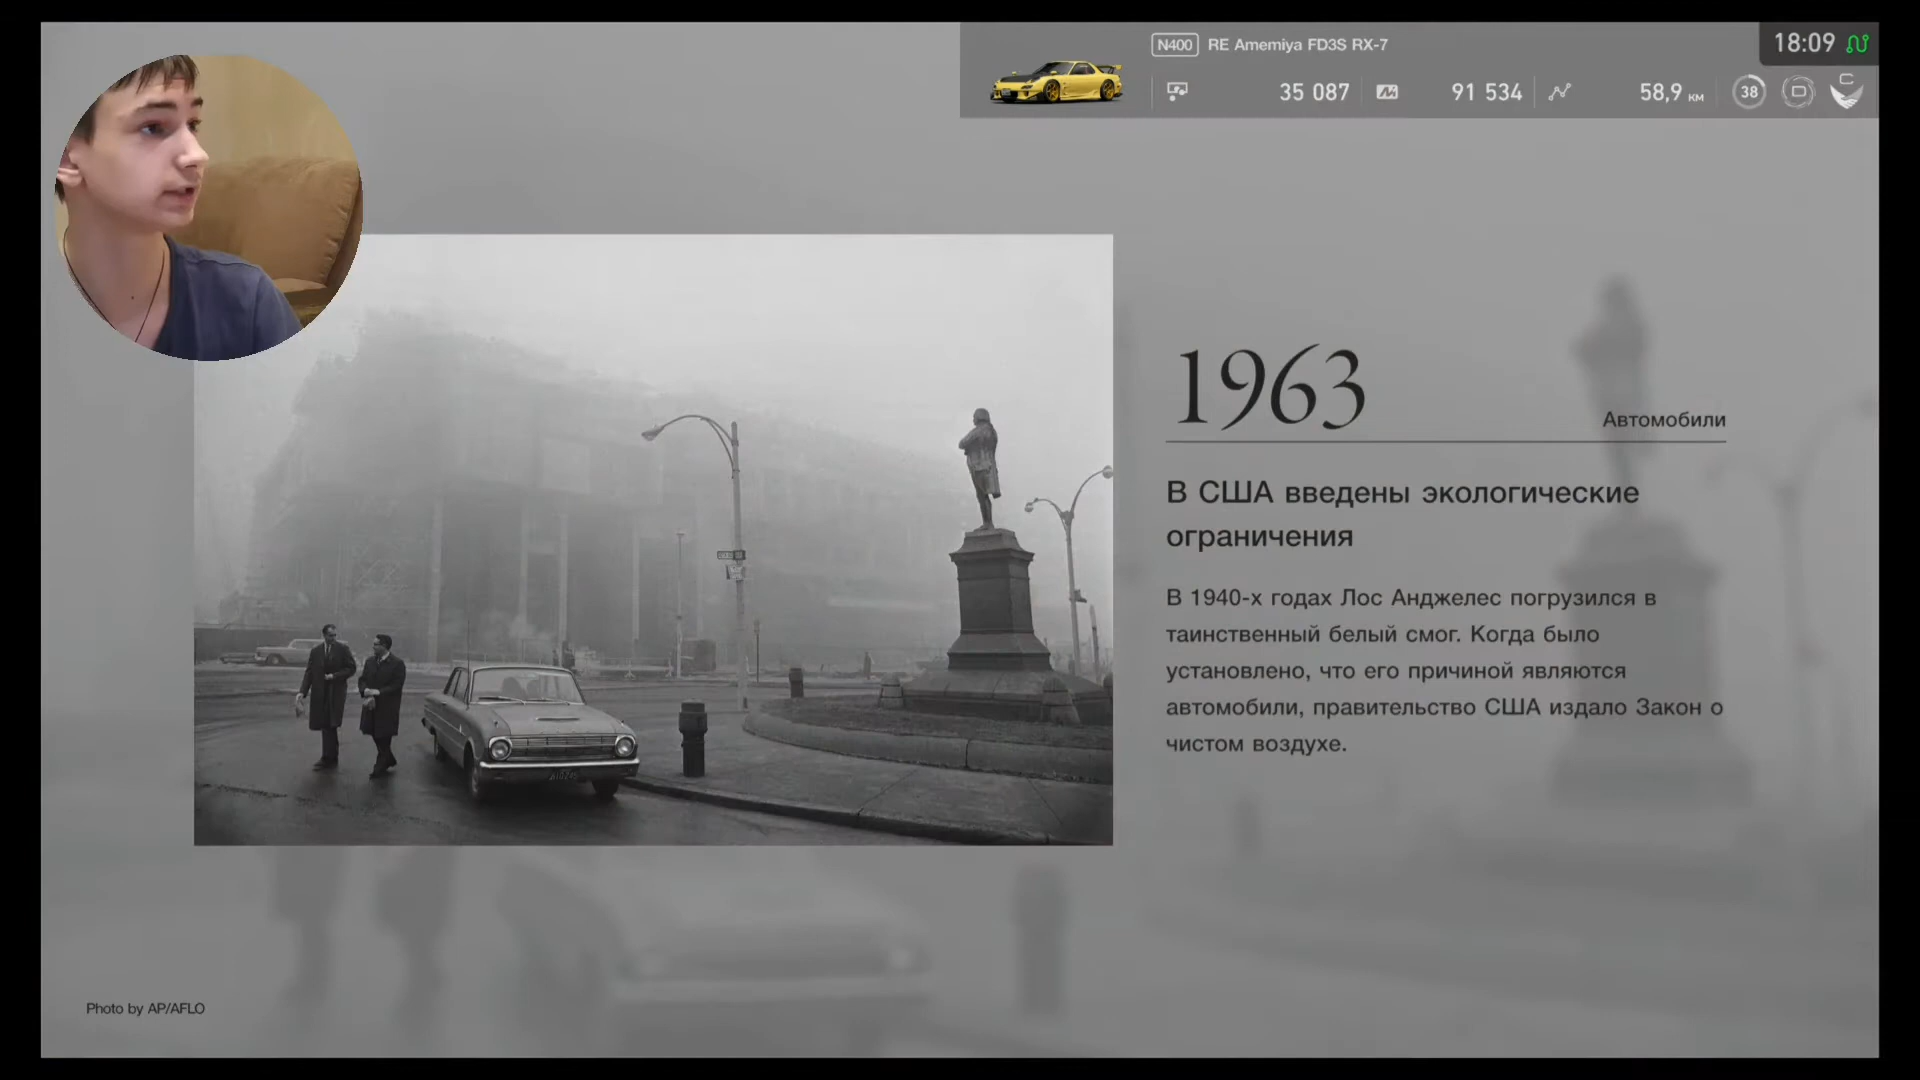 N400 RE Amemiya FD3S RX-7
18:09
35 087
91 534
58,9 км
38
1963
Автомобили
В США введены экологические
ограничения
В 1940-х годах Лос Анджелес погрузился в
таинственный белый смог. Когда было
установлено, что его причиной являются
автомобили, правительство США издало Закон о
чистом воздухе.
Photo by AP/AFLO